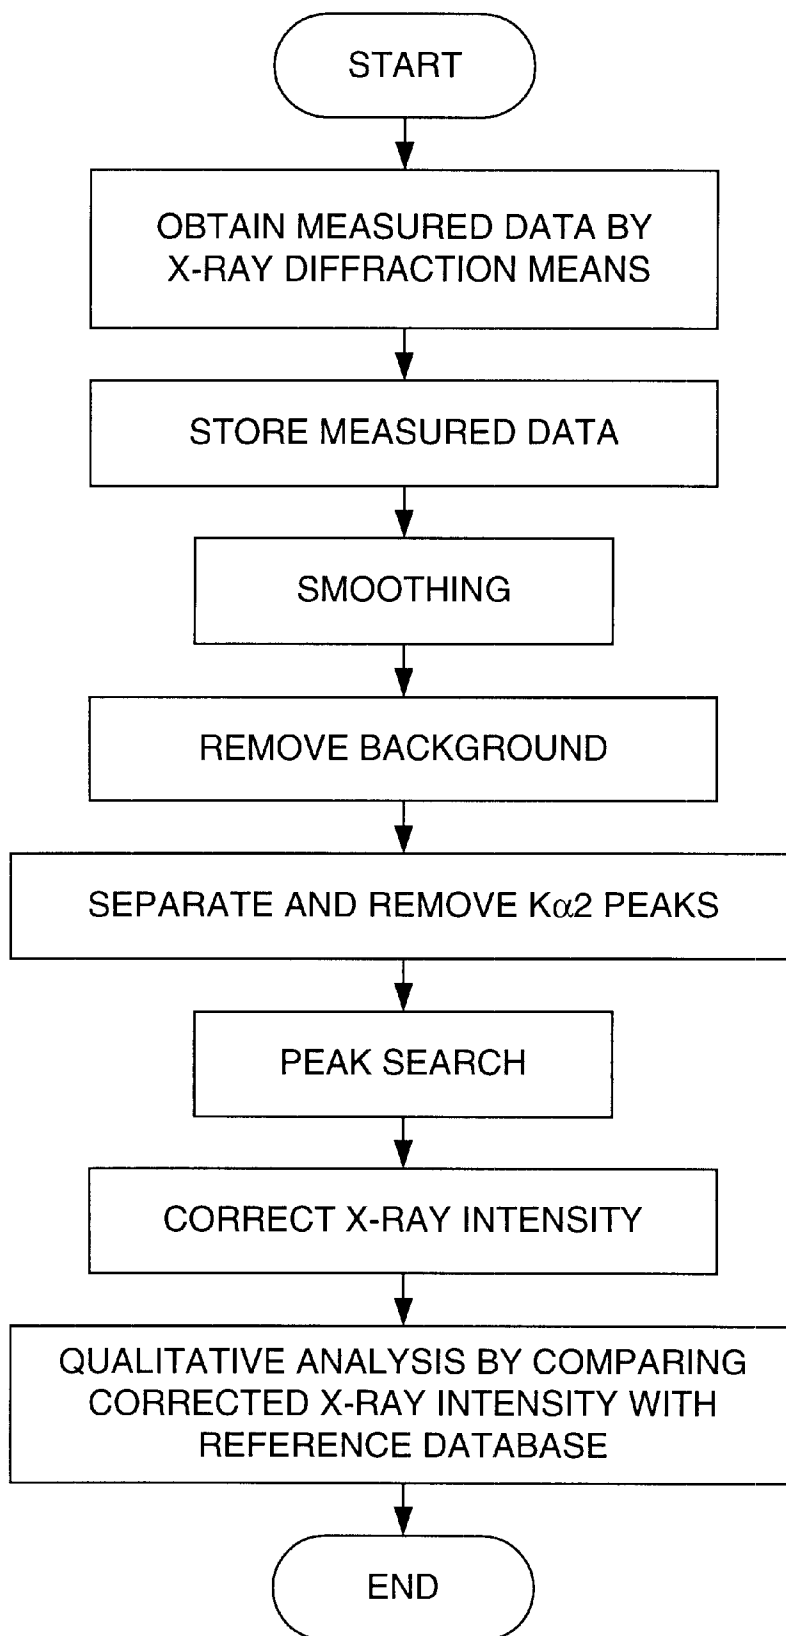 START
OBTAIN MEASURED DATA BY
X-RAY DIFFRACTION MEANS
STORE MEASURED DATA
SMOOTHING
REMOVE BACKGROUND
SEPARATE AND REMOVE Kα2 PEAKS
PEAK SEARCH
CORRECT X-RAY INTENSITY
QUALITATIVE ANALYSIS BY COMPARING
CORRECTED X-RAY INTENSITY WITH
REFERENCE DATABASE
END